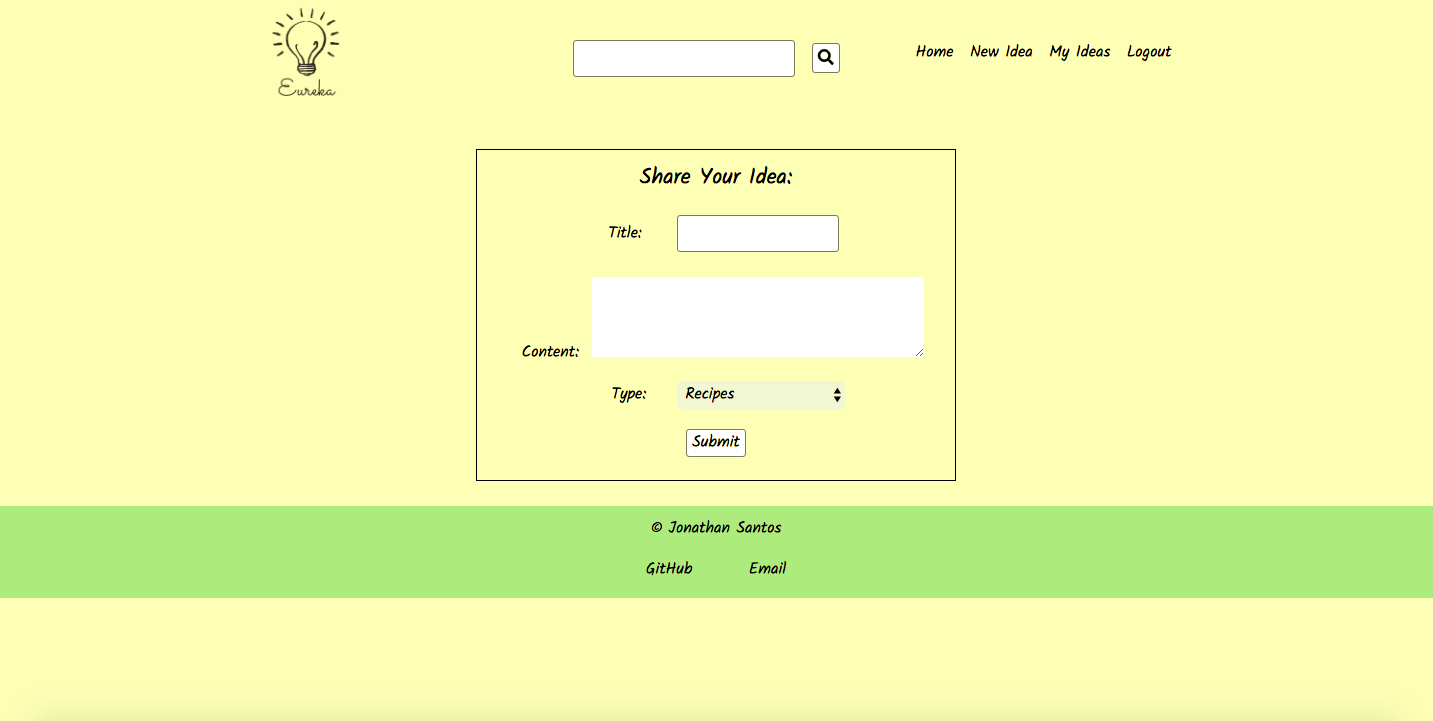 Eureka
Home New Idea My Ideas Logout
Share Your Idea:
Title:
Content:
Type: Recipes
Submit
© Jonathan Santos
GitHub Email